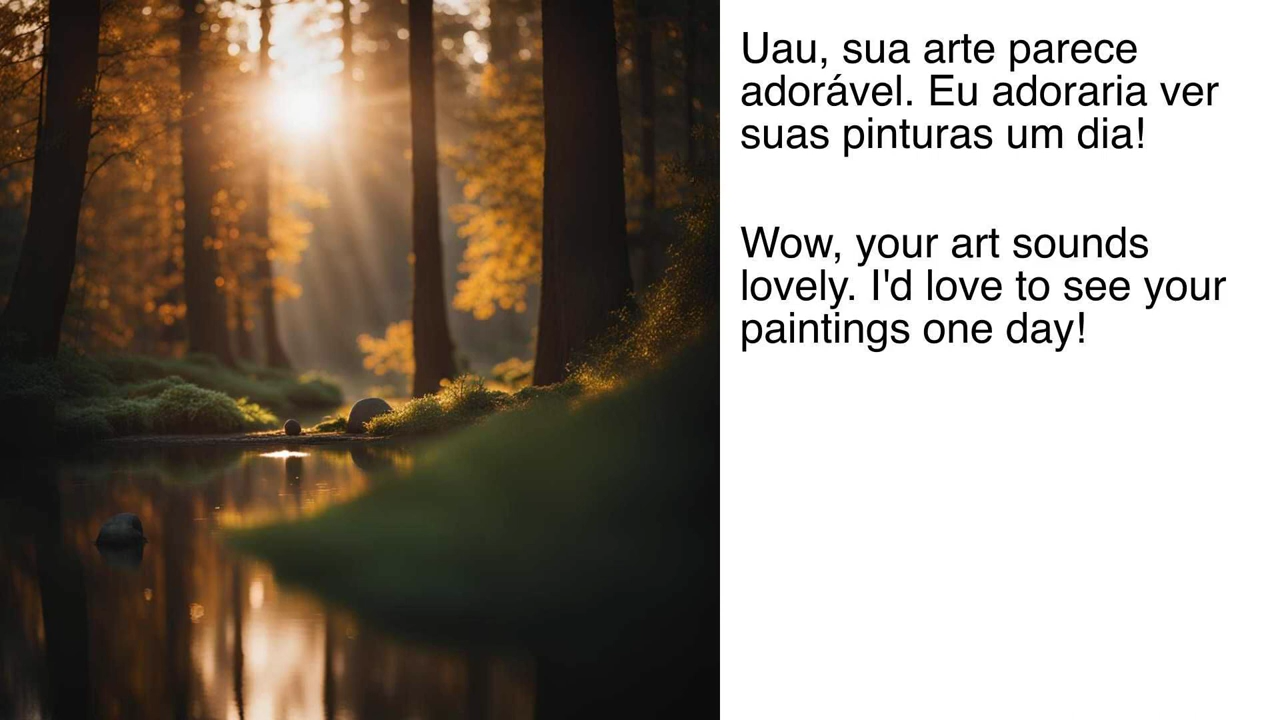 Uau, sua arte parece
adorável. Eu adoraria ver
suas pinturas um dia!
Wow, your art sounds
lovely. I'd love to see your
paintings one day!